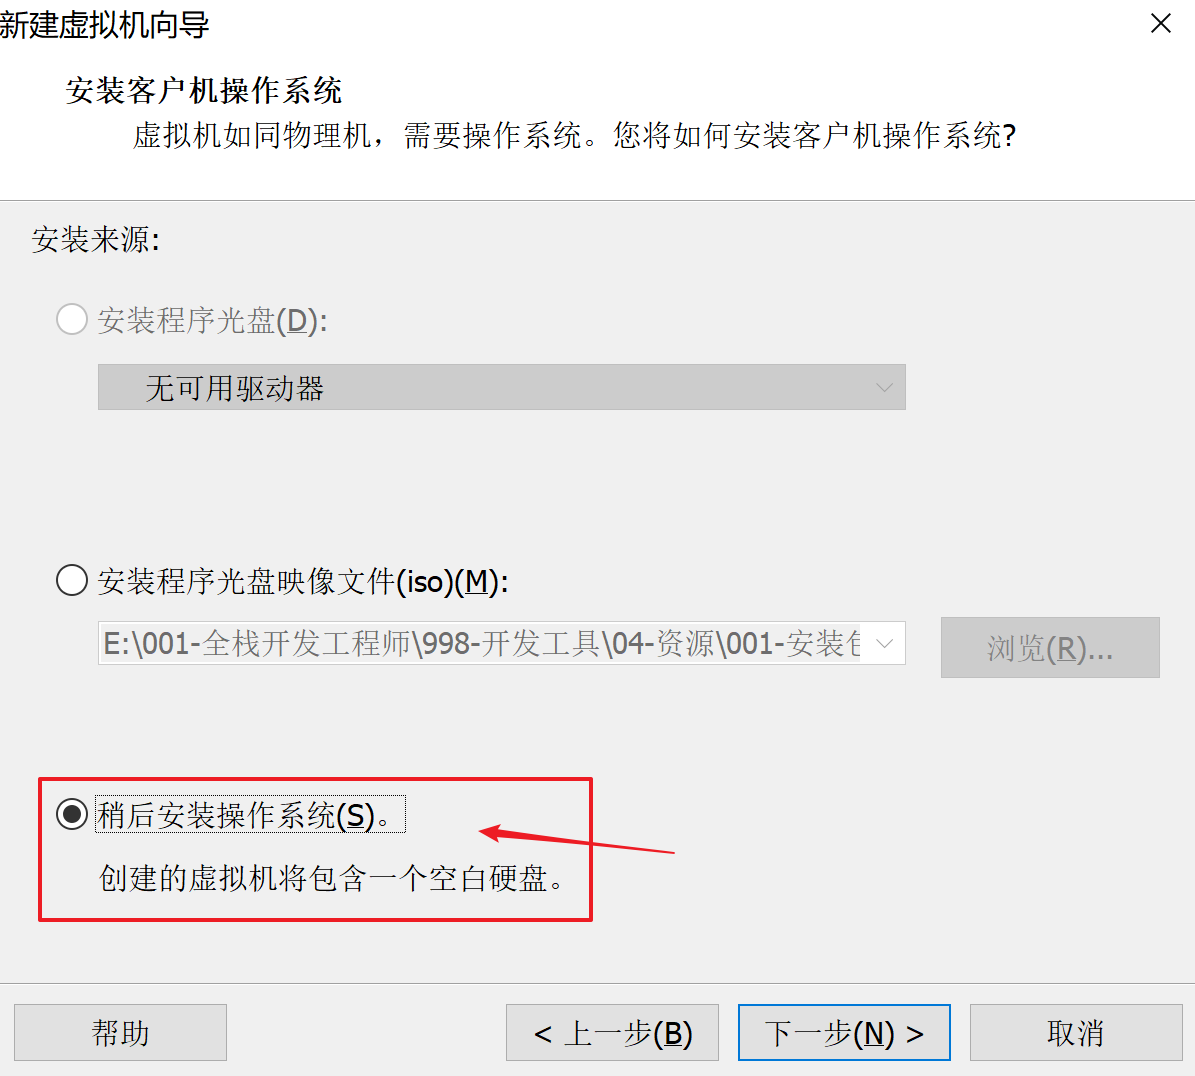 新建虚拟机向导
安装客户机操作系统
虚拟机如同物理机，需要操作系统。您将如何安装客户机操作系统?
安装来源:
安装程序光盘(D):
无可用驱动器
安装程序光盘映像文件(iso)(M):
E:\001-全栈开发工程师\998-开发工具\04-资源\001-安装包
浏览(R)...
稍后安装操作系统(S)。
创建的虚拟机将包含一个空白硬盘。
帮助
< 上一步(B)
下一步(N) >
取消